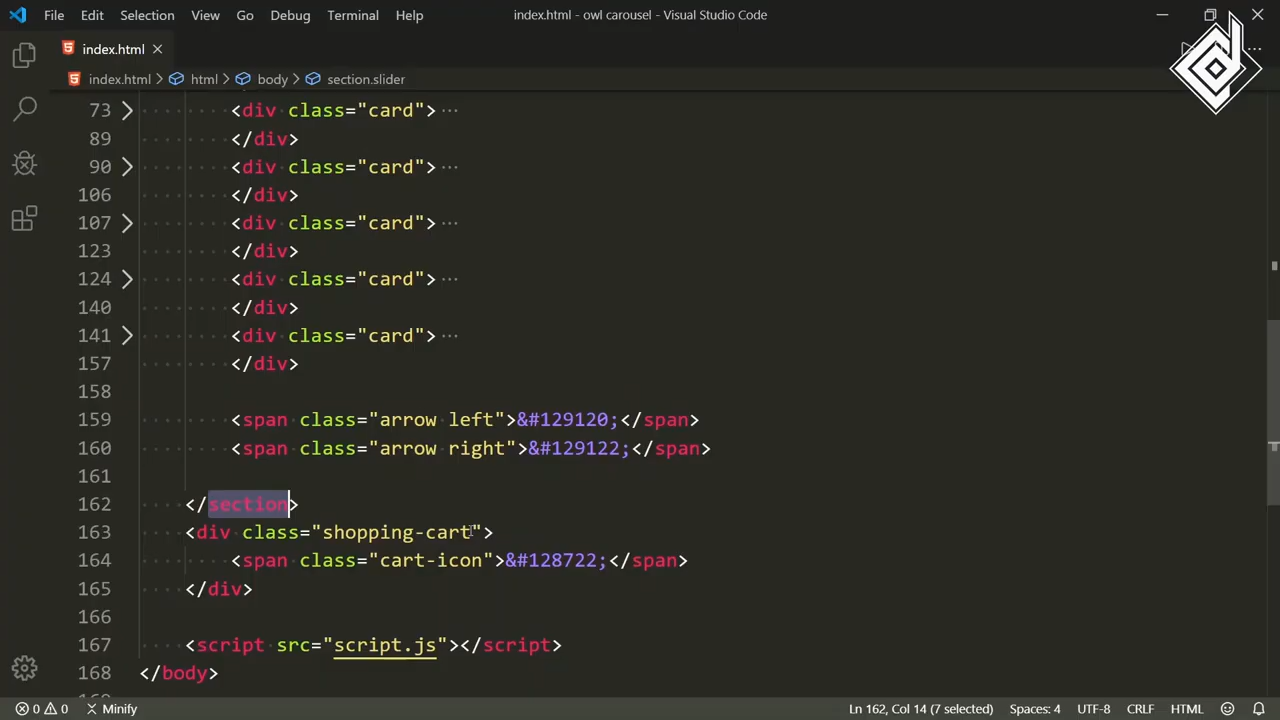 File Edit Selection View Go Debug Terminal Help index.html - owl carousel - Visual Studio Code
index.html
index.html > html > body > section.slider
73 <div class="card"> ···
89 </div>
90 <div class="card"> ···
106 </div>
107 <div class="card"> ···
123 </div>
124 <div class="card"> ···
140 </div>
141 <div class="card"> ···
157 </div>
158
159 <span class="arrow left">&#129120;</span>
160 <span class="arrow right">&#129122;</span>
161
162 </section>
163 <div class="shopping-cart">
164 <span class="cart-icon">&#128722;</span>
165 </div>
166
167 <script src="script.js"></script>
168 </body>
0 0 Minify Ln 162, Col 14 (7 selected) Spaces: 4 UTF-8 CRLF HTML